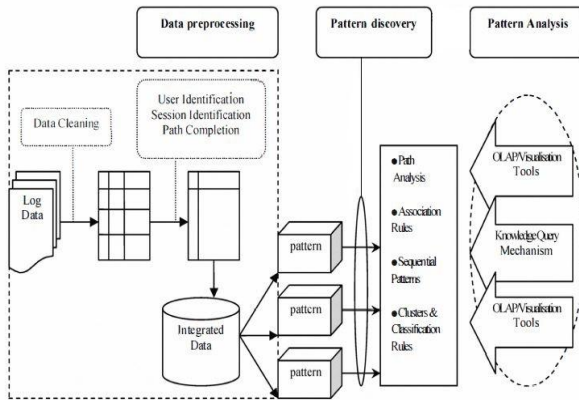 Data preprocessing
Pattern discovery
Pattern Analysis
User Identification
Session Identification
Path Completion
Data Cleaning
Log
Data
Integrated
Data
pattern
pattern
pattern
●Path
Analysis
●Association
Rules
●Sequential
Patterns
●Clusters &
Classification
Rules
OLAP/Visualisation
Tools
Knowledge Query
Mechanism
OLAP/Visualisation
Tools